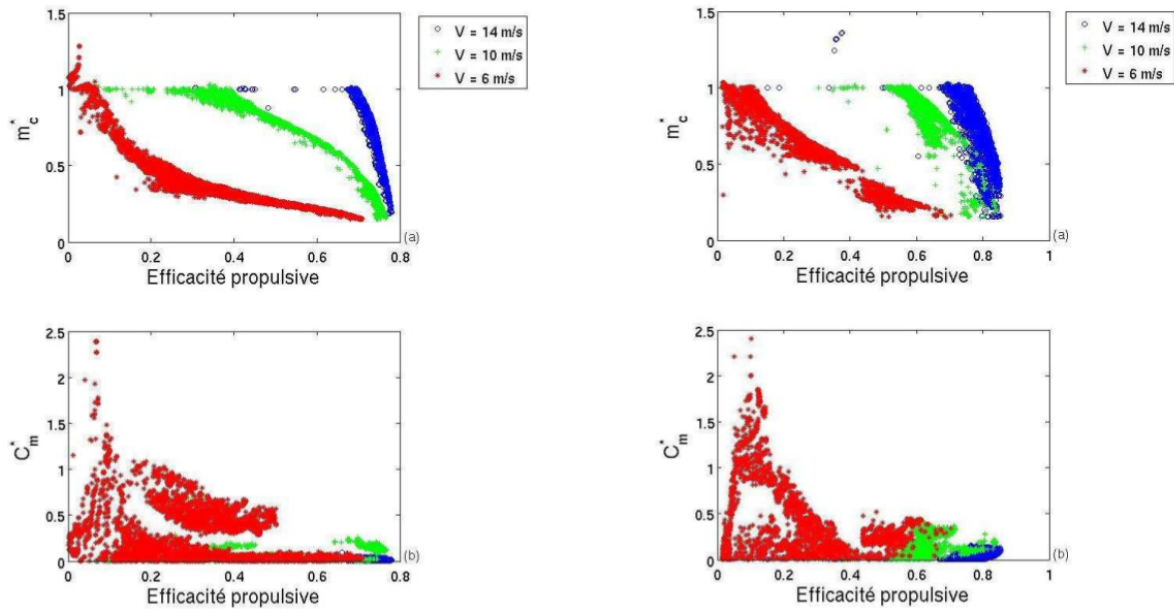 1.5
1
0.5
0
m*c
0 0.2 0.4 0.6 0.8
Efficacité propulsive
(a)
V = 14 m/s
V = 10 m/s
V = 6 m/s
1.5
1
0.5
0
m*c
0 0.2 0.4 0.6 0.8 1
Efficacité propulsive
(a)
V = 14 m/s
V = 10 m/s
V = 6 m/s
2.5
2
1.5
1
0.5
0
C*m
0 0.2 0.4 0.6 0.8
Efficacité propulsive
(b)
2.5
2
1.5
1
0.5
0
C*m
0 0.2 0.4 0.6 0.8 1
Efficacité propulsive
(b)